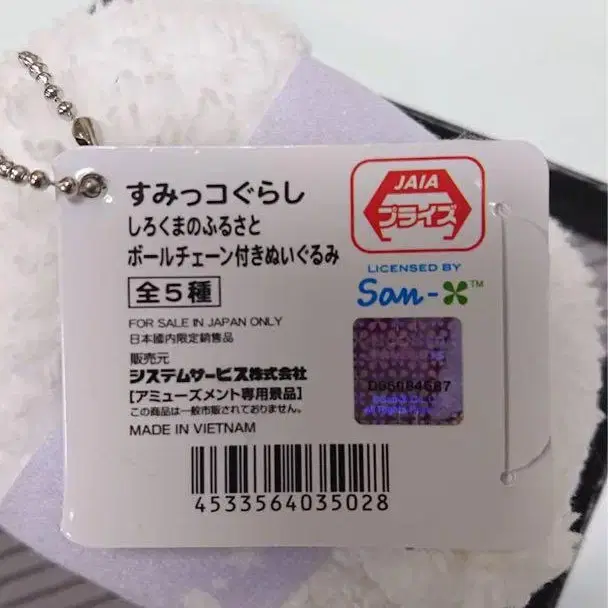 すみっコぐらし
しろくまのふるさと
ボールチェーン付きぬいぐるみ
全5種
FOR SALE IN JAPAN ONLY
日本國内限定銷售品
販売元
システムサービス株式会社
[アミューズメント専用景品]
この商品は一般市販されておりません。
MADE IN VIETNAM
JAIA
プライズ
LICENSED BY
San-X™
4533564035028